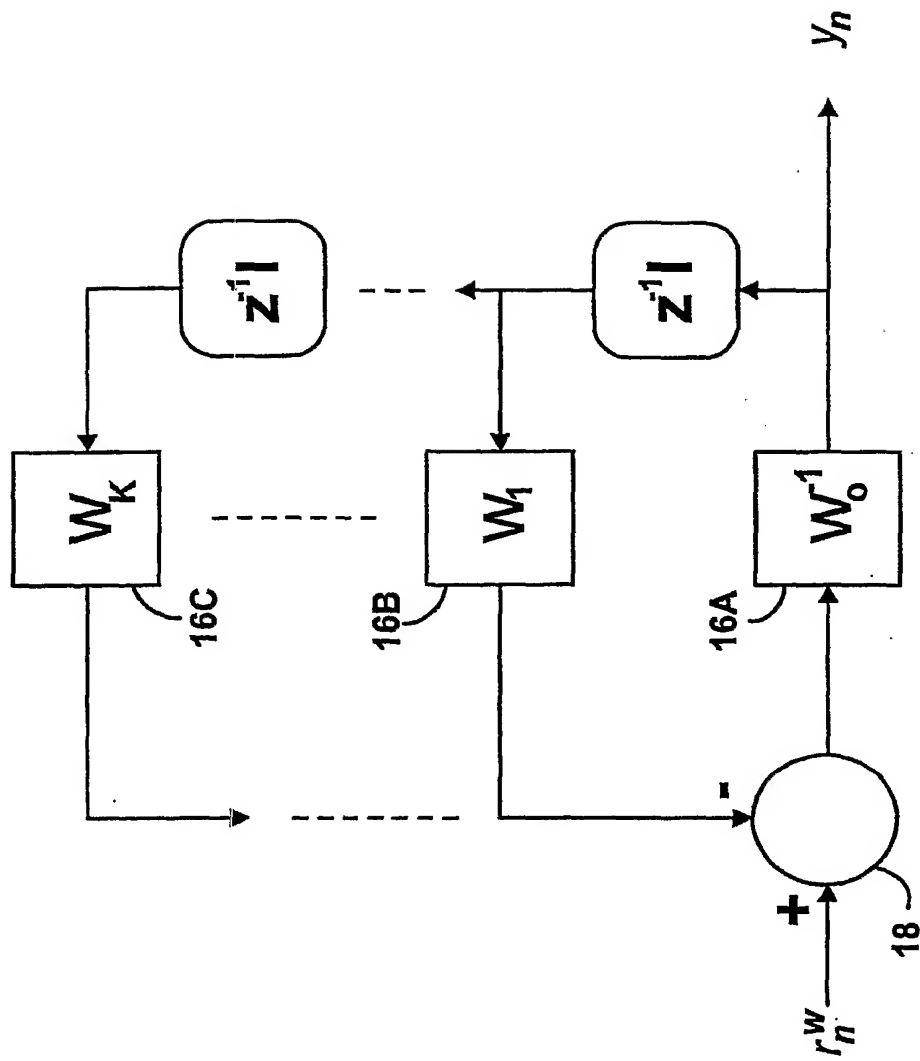 W_K
16C
z^-1 I
W_1
16B
z^-1 I
W_o^-1
16A
y_n
-
+
18
r_n^w